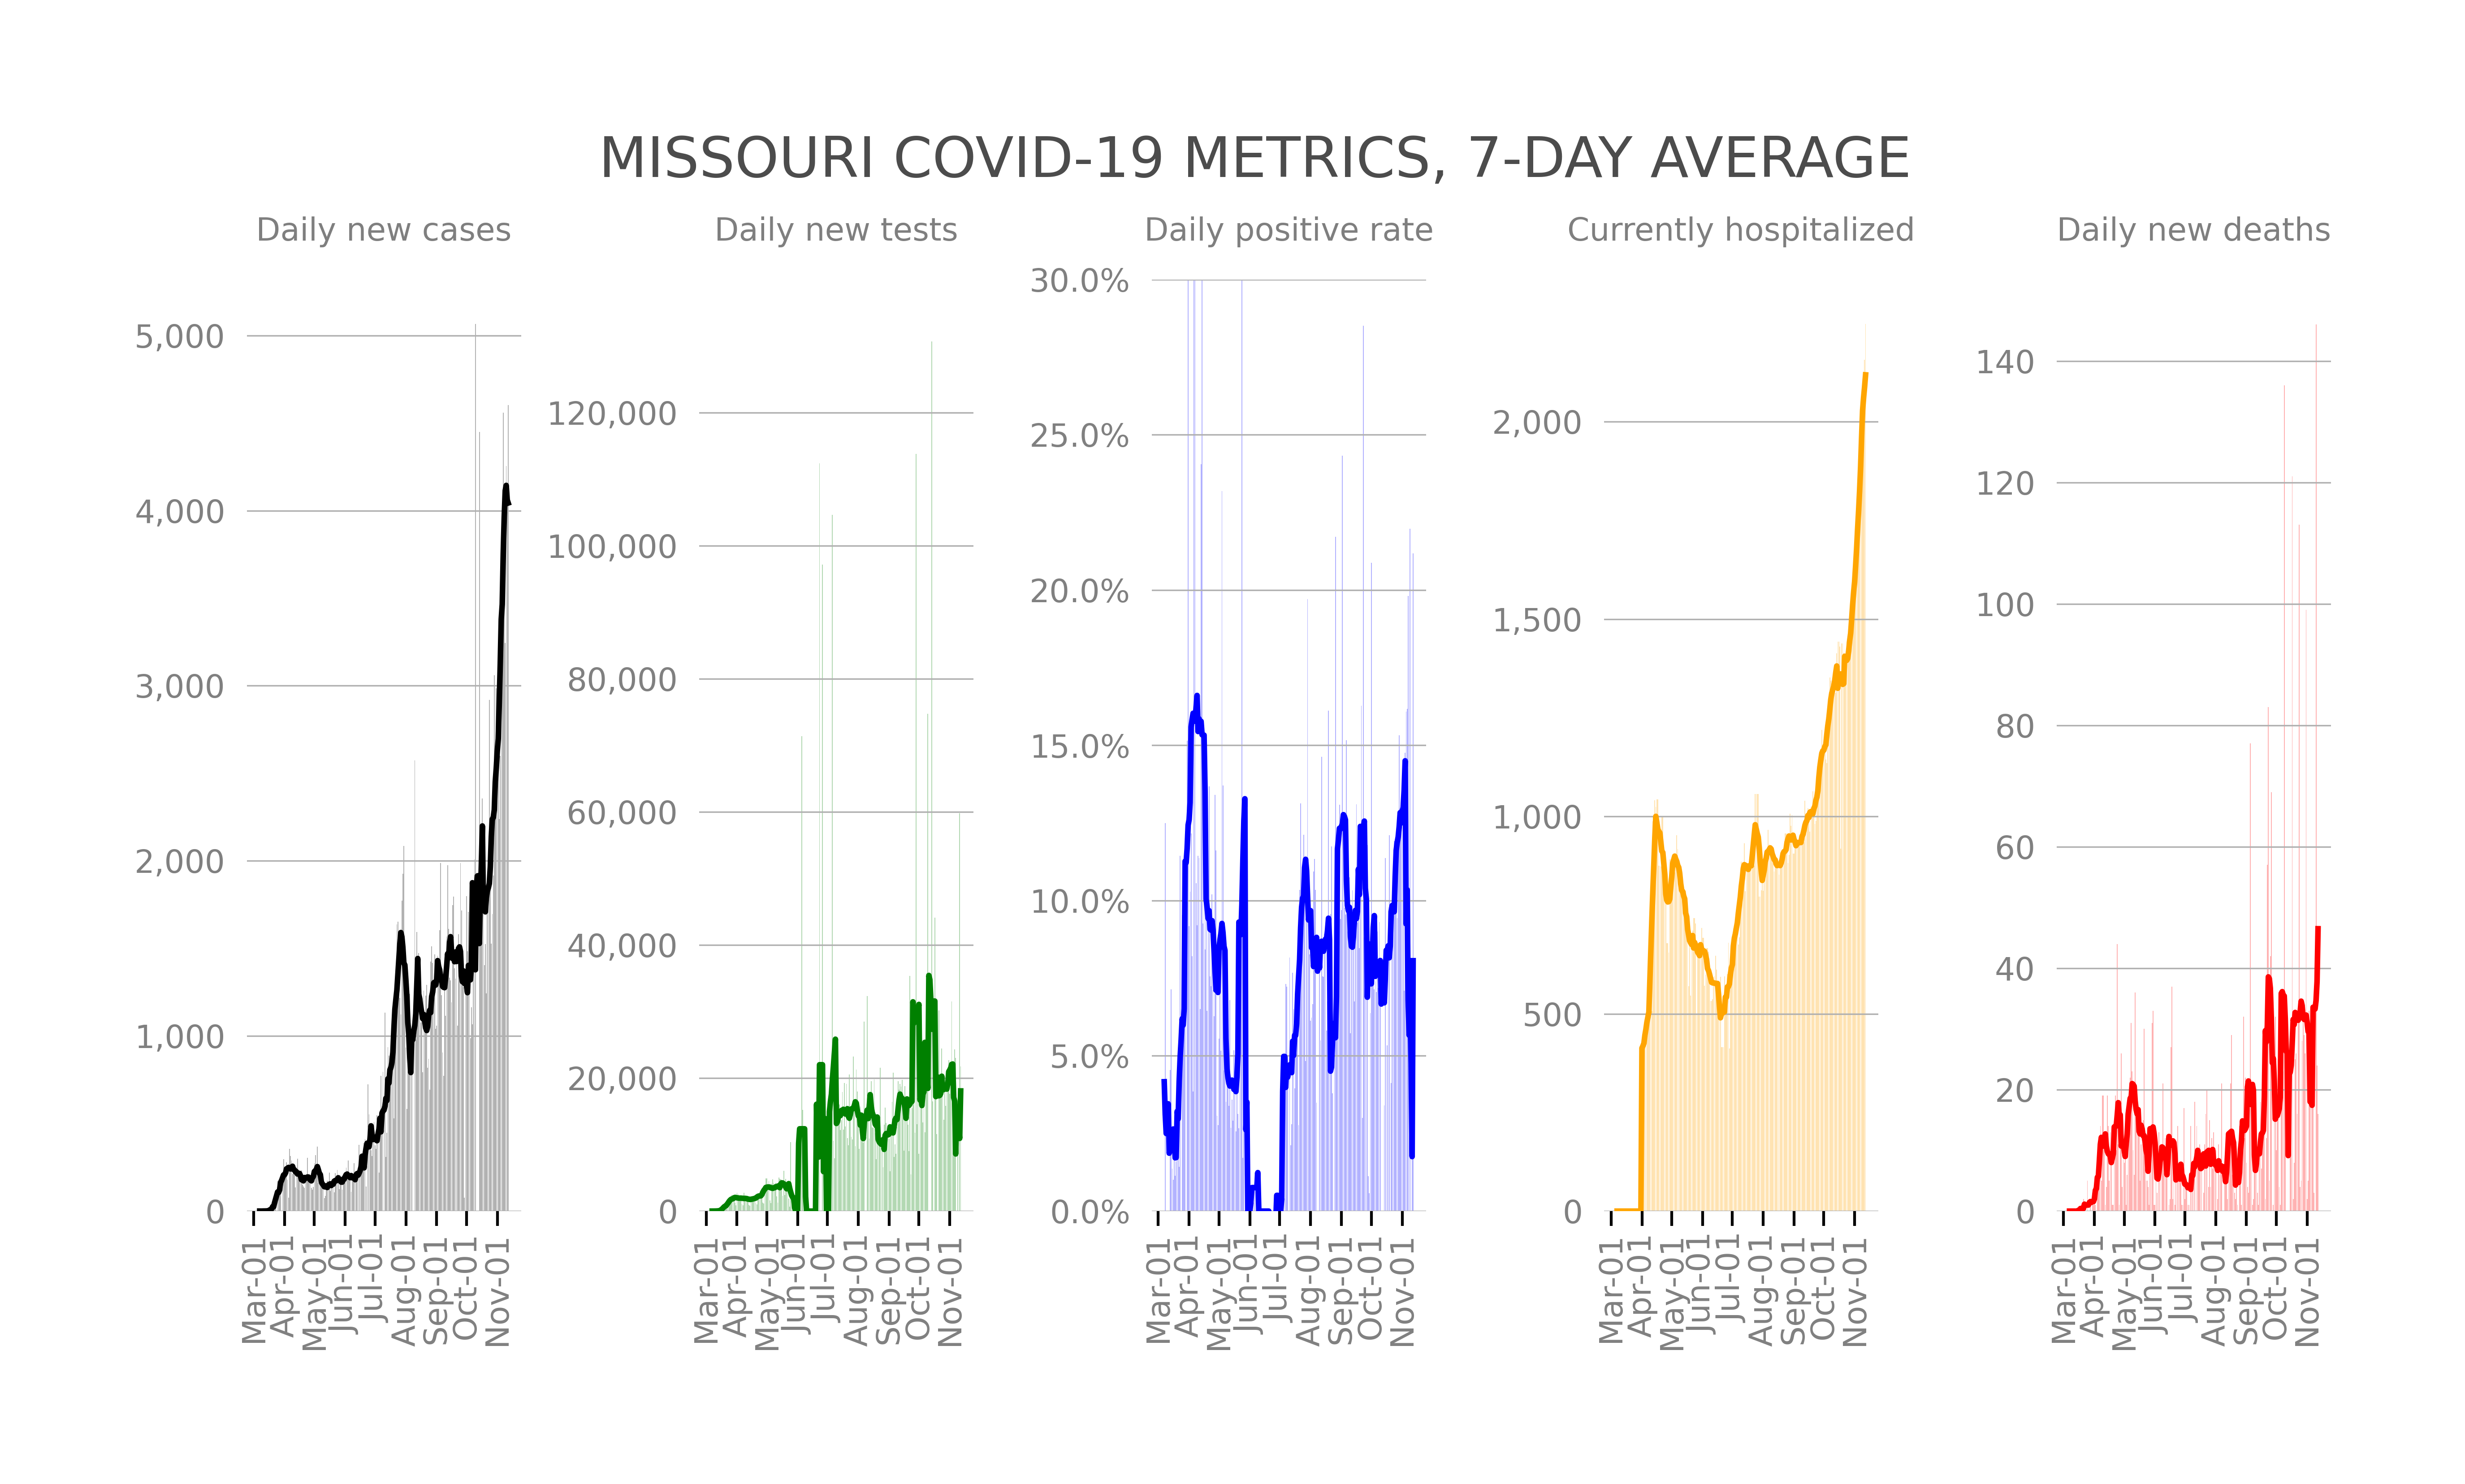 MISSOURI COVID-19 METRICS, 7-DAY AVERAGE
Daily new cases
5,000
4,000
3,000
2,000
1,000
0
Mar-01
Apr-01
May-01
Jun-01
Jul-01
Aug-01
Sep-01
Oct-01
Nov-01
Daily new tests
120,000
100,000
80,000
60,000
40,000
20,000
0
Mar-01
Apr-01
May-01
Jun-01
Jul-01
Aug-01
Sep-01
Oct-01
Nov-01
Daily positive rate
30.0%
25.0%
20.0%
15.0%
10.0%
5.0%
0.0%
Mar-01
Apr-01
May-01
Jun-01
Jul-01
Aug-01
Sep-01
Oct-01
Nov-01
Currently hospitalized
2,000
1,500
1,000
500
0
Mar-01
Apr-01
May-01
Jun-01
Jul-01
Aug-01
Sep-01
Oct-01
Nov-01
Daily new deaths
140
120
100
80
60
40
20
0
Mar-01
Apr-01
May-01
Jun-01
Jul-01
Aug-01
Sep-01
Oct-01
Nov-01